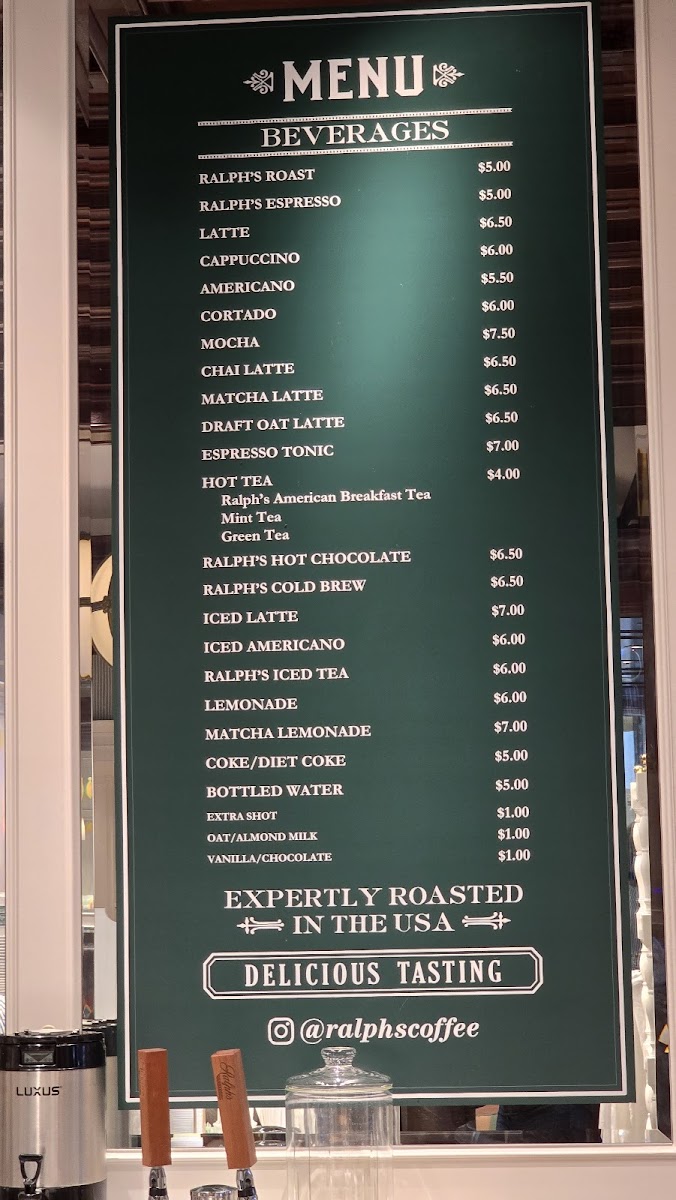 MENU
BEVERAGES
RALPH'S ROAST $5.00
RALPH'S ESPRESSO $5.00
LATTE $6.50
CAPPUCCINO $6.00
AMERICANO $5.50
CORTADO $6.00
MOCHA $7.50
CHAI LATTE $6.50
MATCHA LATTE $6.50
DRAFT OAT LATTE $6.50
ESPRESSO TONIC $7.00
HOT TEA $4.00
Ralph's American Breakfast Tea
Mint Tea
Green Tea
RALPH'S HOT CHOCOLATE $6.50
RALPH'S COLD BREW $6.50
ICED LATTE $7.00
ICED AMERICANO $6.00
RALPH'S ICED TEA $6.00
LEMONADE $6.00
MATCHA LEMONADE $7.00
COKE/DIET COKE $5.00
BOTTLED WATER $5.00
EXTRA SHOT $1.00
OAT/ALMOND MILK $1.00
VANILLA/CHOCOLATE $1.00
EXPERTLY ROASTED
IN THE USA
DELICIOUS TASTING
@ralphscoffee
LUXUS
Ralph's